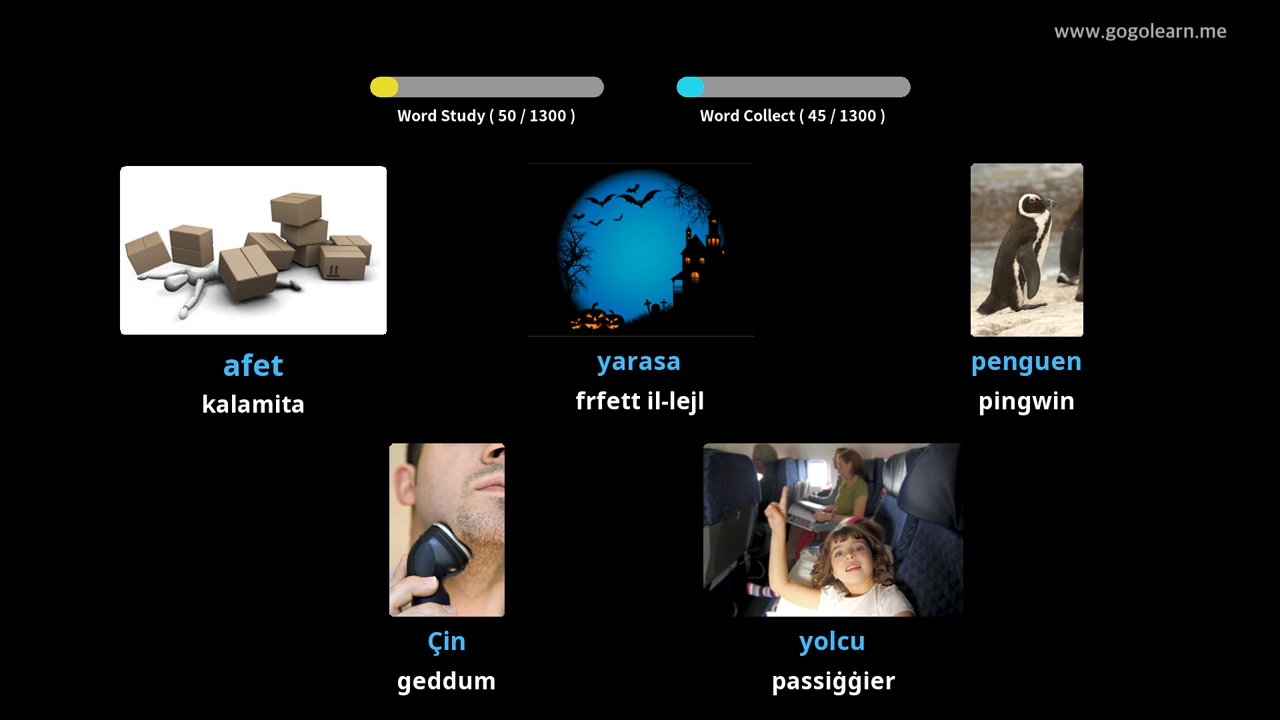 www.gogolearn.me
Word Study ( 50 / 1300 )
Word Collect ( 45 / 1300 )
afet
kalamita
yarasa
frfett il-lejl
penguen
pingwin
Çin
geddum
yolcu
passiġġier